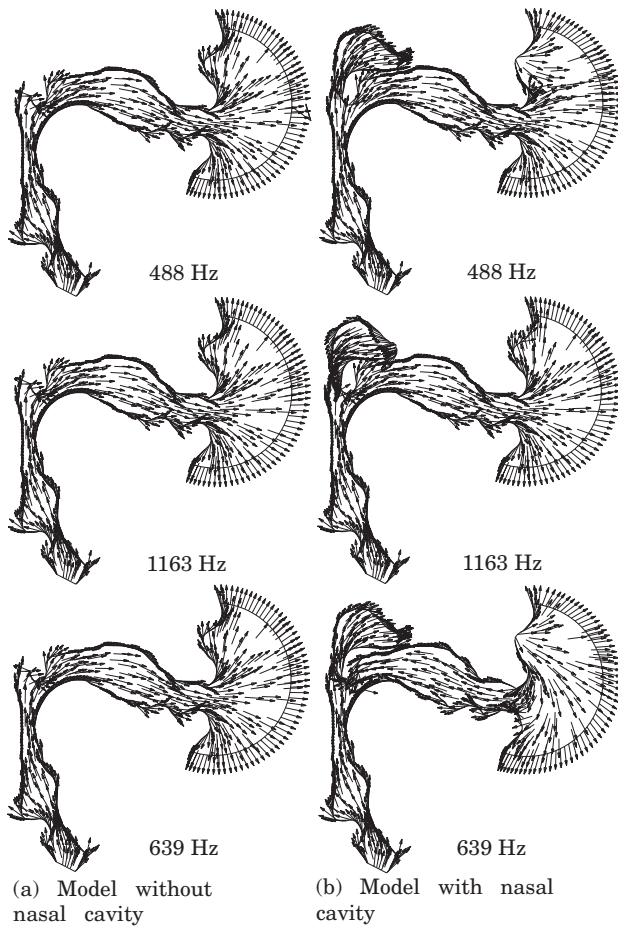 488 Hz
488 Hz
1163 Hz
1163 Hz
639 Hz
639 Hz
(a) Model without
nasal cavity
(b) Model with nasal
cavity